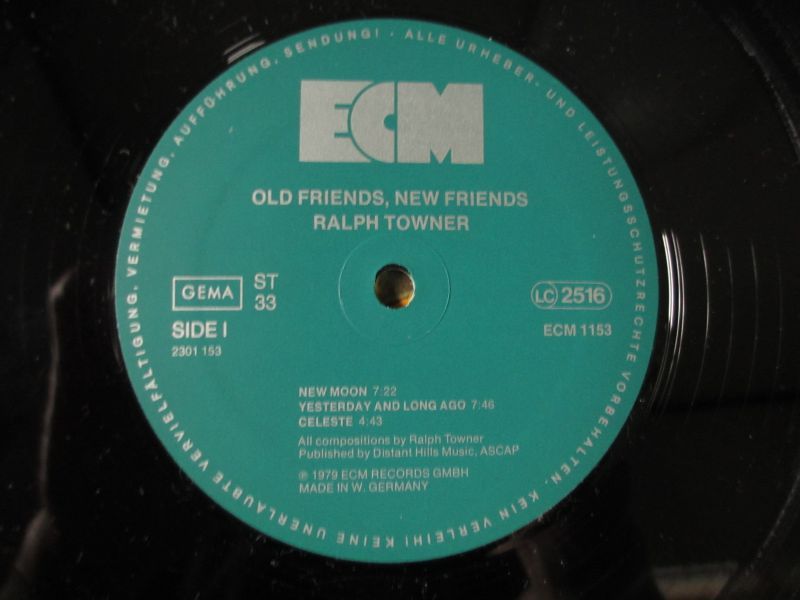 ALLE URHEBER- UND LEISTUNGSSCHUTZRECHTE VORBEHALTEN. KEIN VERLEIH! KEINE UNERLAUBTE VERVIELFÄLTIGUNG, VERMIETUNG, AUFFÜHRUNG, SENDUNG! ·
ECM
OLD FRIENDS, NEW FRIENDS
RALPH TOWNER
GEMA
ST
33
SIDE I
2301 153
LC 2516
ECM 1153
NEW MOON 7:22
YESTERDAY AND LONG AGO 7:46
CELESTE 4:43
All compositions by Ralph Towner
Published by Distant Hills Music, ASCAP
℗ 1979 ECM RECORDS GMBH
MADE IN W. GERMANY